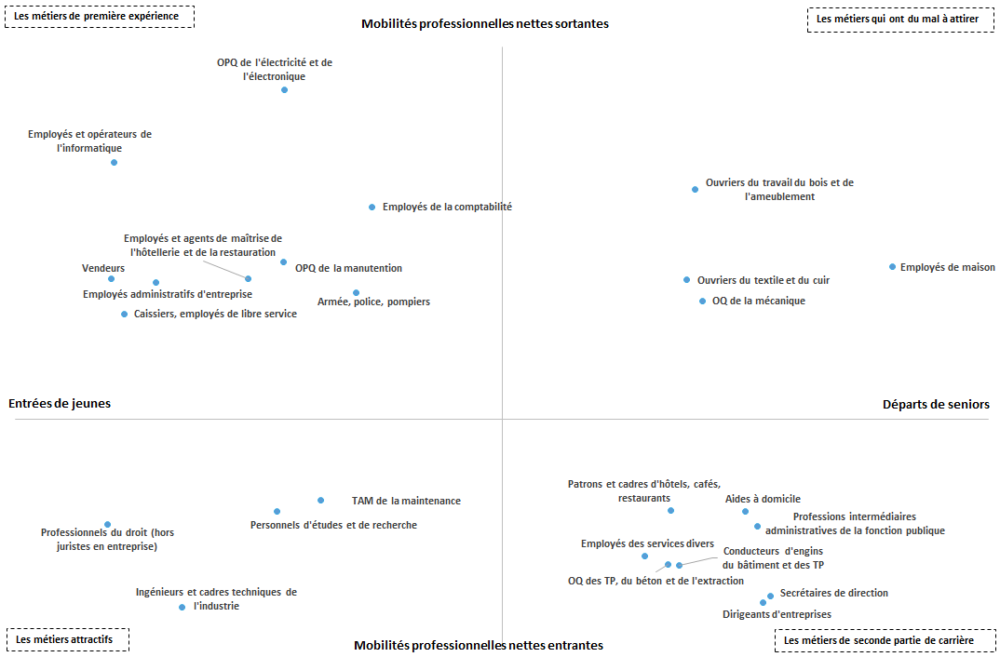 Les métiers de première expérience
Mobilités professionnelles nettes sortantes
Les métiers qui ont du mal à attirer
OPQ de l'électricité et de
l'électronique
Employés et opérateurs de
l'informatique
Ouvriers du travail du bois et de
l'ameublement
Employés de la comptabilité
Employés et agents de maîtrise de
l'hôtellerie et de la restauration
Vendeurs
OPQ de la manutention
Employés de maison
Ouvriers du textile et du cuir
Employés administratifs d'entreprise
Armée, police, pompiers
OQ de la mécanique
Caissiers, employés de libre service
Entrées de jeunes
Départs de seniors
Patrons et cadres d'hôtels, cafés,
restaurants
Aides à domicile
TAM de la maintenance
Personnels d'études et de recherche
Professions intermédiaires
administratives de la fonction publique
Professionnels du droit (hors
juristes en entreprise)
Employés des services divers
Conducteurs d'engins
du bâtiment et des TP
OQ des TP, du béton et de l'extraction
Ingénieurs et cadres techniques de
l'industrie
Secrétaires de direction
Dirigeants d'entreprises
Les métiers attractifs
Mobilités professionnelles nettes entrantes
Les métiers de seconde partie de carrière